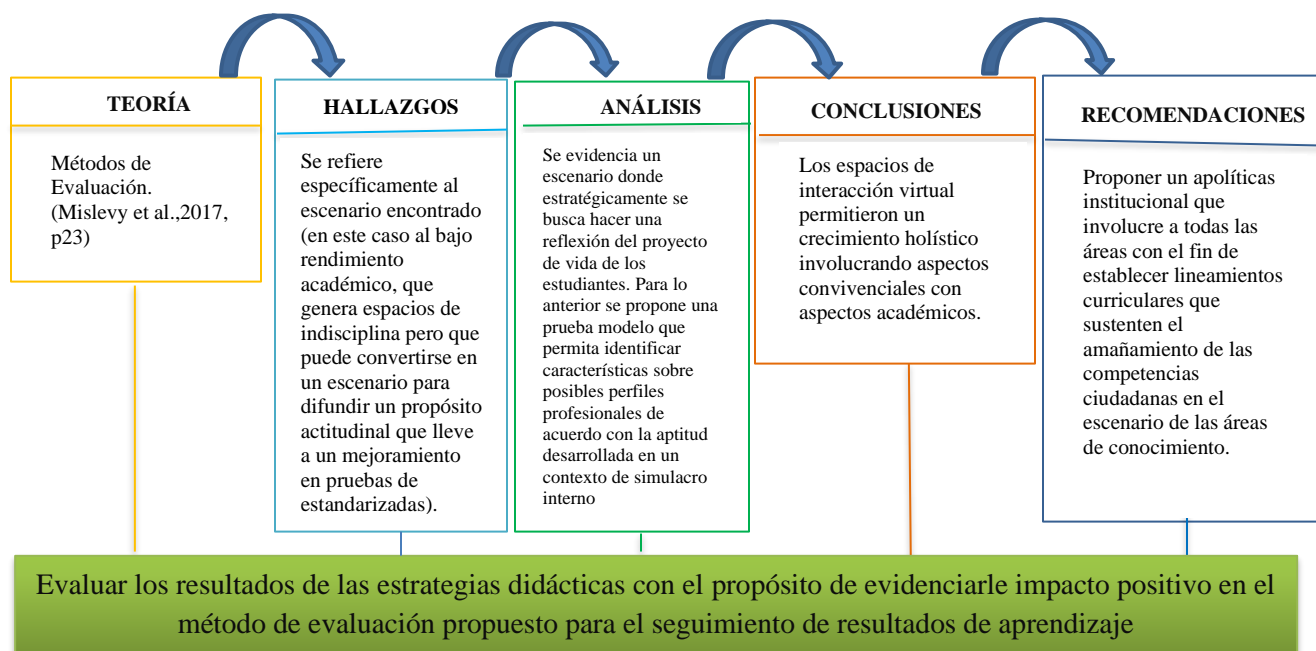 TEORÍA
Métodos de
Evaluación.
(Mislevy et al.,2017,
p23)
HALLAZGOS
Se refiere
específicamente al
escenario encontrado
(en este caso al bajo
rendimiento
académico, que
genera espacios de
indisciplina pero que
puede convertirse en
un escenario para
difundir un propósito
actitudinal que lleve
a un mejoramiento
en pruebas de
estandarizadas).
ANÁLISIS
Se evidencia un
escenario donde
estratégicamente se
busca hacer una
reflexión del proyecto
de vida de los
estudiantes. Para lo
anterior se propone una
prueba modelo que
permita identificar
características sobre
posibles perfiles
profesionales de
acuerdo con la aptitud
desarrollada en un
contexto de simulacro
interno
CONCLUSIONES
Los espacios de
interacción virtual
permitieron un
crecimiento holístico
involucrando aspectos
convivenciales con
aspectos académicos.
RECOMENDACIONES
Proponer un apolíticas
institucional que
involucre a todas las
áreas con el fin de
establecer lineamientos
curriculares que
sustenten el
amañamiento de las
competencias
ciudadanas en el
escenario de las áreas
de conocimiento.
Evaluar los resultados de las estrategias didácticas con el propósito de evidenciarle impacto positivo en el
método de evaluación propuesto para el seguimiento de resultados de aprendizaje